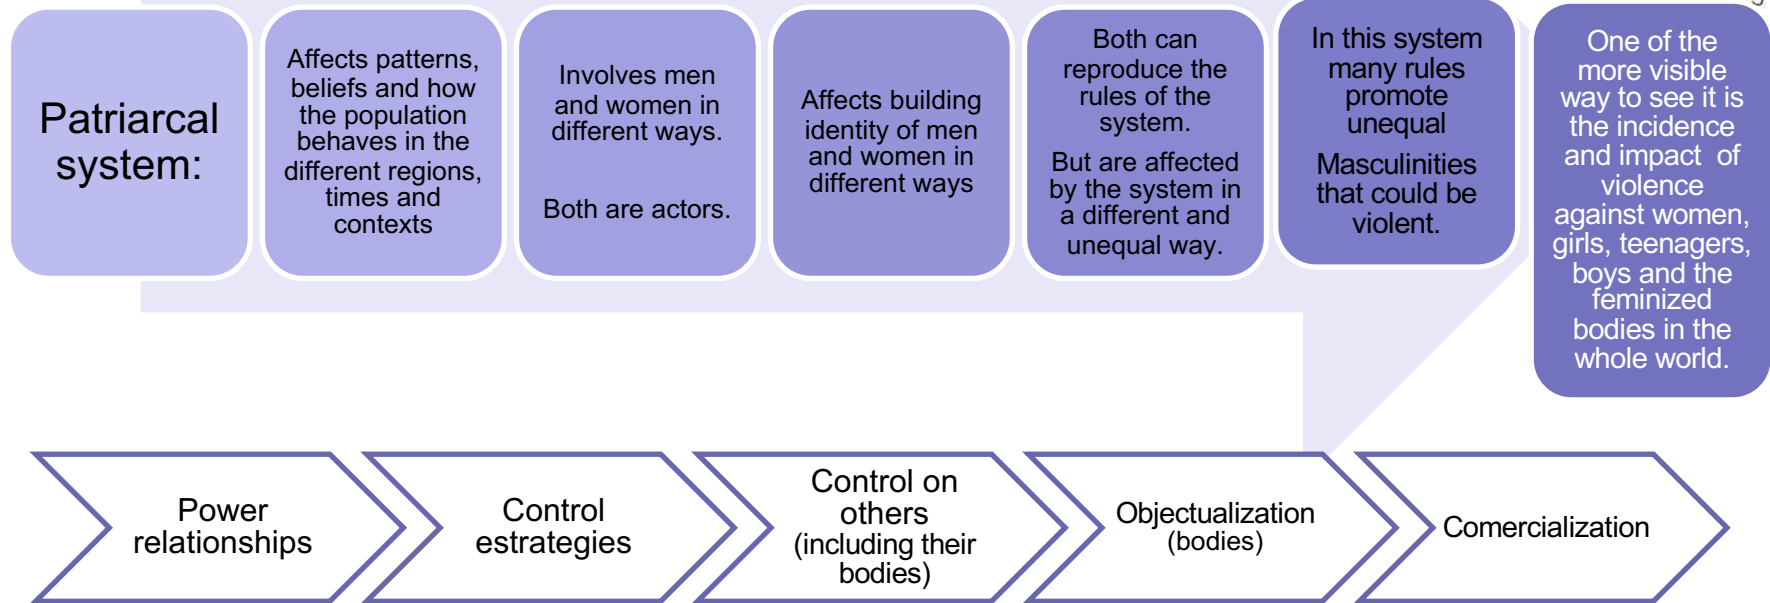 Patriarcal
system:
Affects patterns,
beliefs and how
the population
behaves in the
different regions,
times and
contexts
Involves men
and women in
different ways.
Both are actors.
Affects building
identity of men
and women in
different ways
Both can
reproduce the
rules of the
system.
But are affected
by the system in
a different and
unequal way.
In this system
many rules
promote
unequal
Masculinities
that could be
violent.
One of the
more visible
way to see it is
the incidence
and impact of
violence
against women,
girls, teenagers,
boys and the
feminized
bodies in the
whole world.
Power
relationships
Control
estrategies
Control on
others
(including their
bodies)
Objectualization
(bodies)
Comercialization